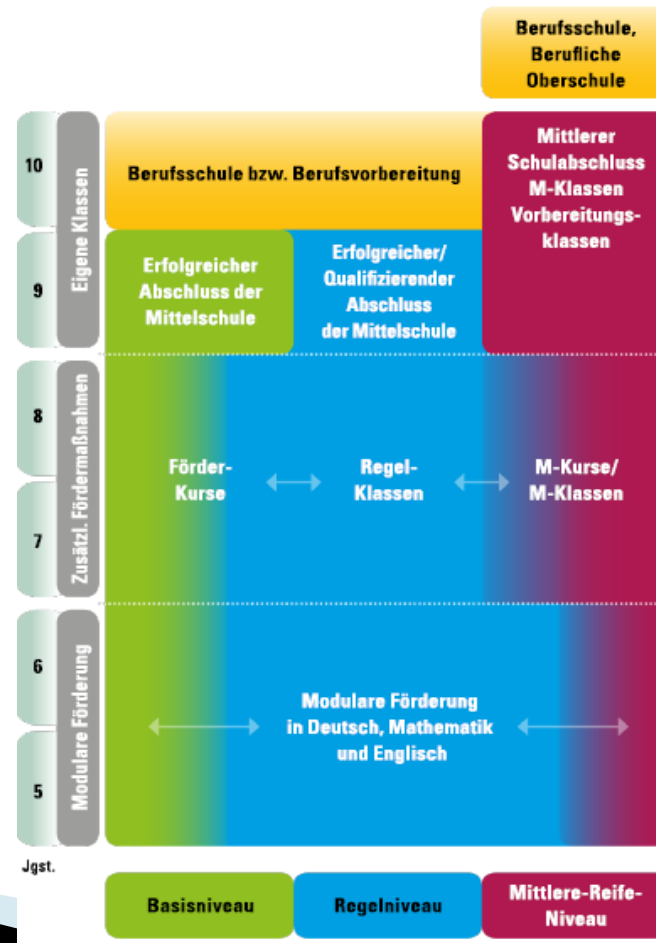 Berufsschule,
Berufliche
Oberschule
10
Eigene Klassen
Berufsschule bzw. Berufsvorbereitung
Mittlerer
Schulabschluss
M-Klassen
Vorbereitungs-
klassen
9
Erfolgreicher
Abschluss der
Mittelschule
Erfolgreicher/
Qualifizierender
Abschluss
der Mittelschule
8
Zusätzl. Fördermaßnahmen
Förder-
Kurse
Regel-
Klassen
M-Kurse/
M-Klassen
7
6
Modulare Förderung
Modulare Förderung
in Deutsch, Mathematik
und Englisch
5
Jgst.
Basisniveau
Regelniveau
Mittlere-Reife-
Niveau